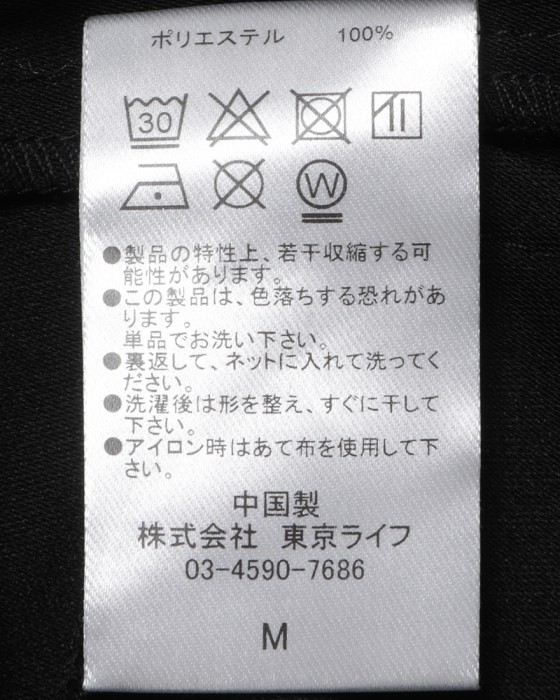 ポリエステル 100%
30
W
●製品の特性上、若干収縮する可
能性があります。
●この製品は、色落ちする恐れがあ
ります。
単品でお洗い下さい。
●裏返して、ネットに入れて洗ってく
ださい。
●洗濯後は形を整え、すぐに干して
下さい。
●アイロン時はあて布を使用して下
さい。
中国製
株式会社 東京ライフ
03-4590-7686
M